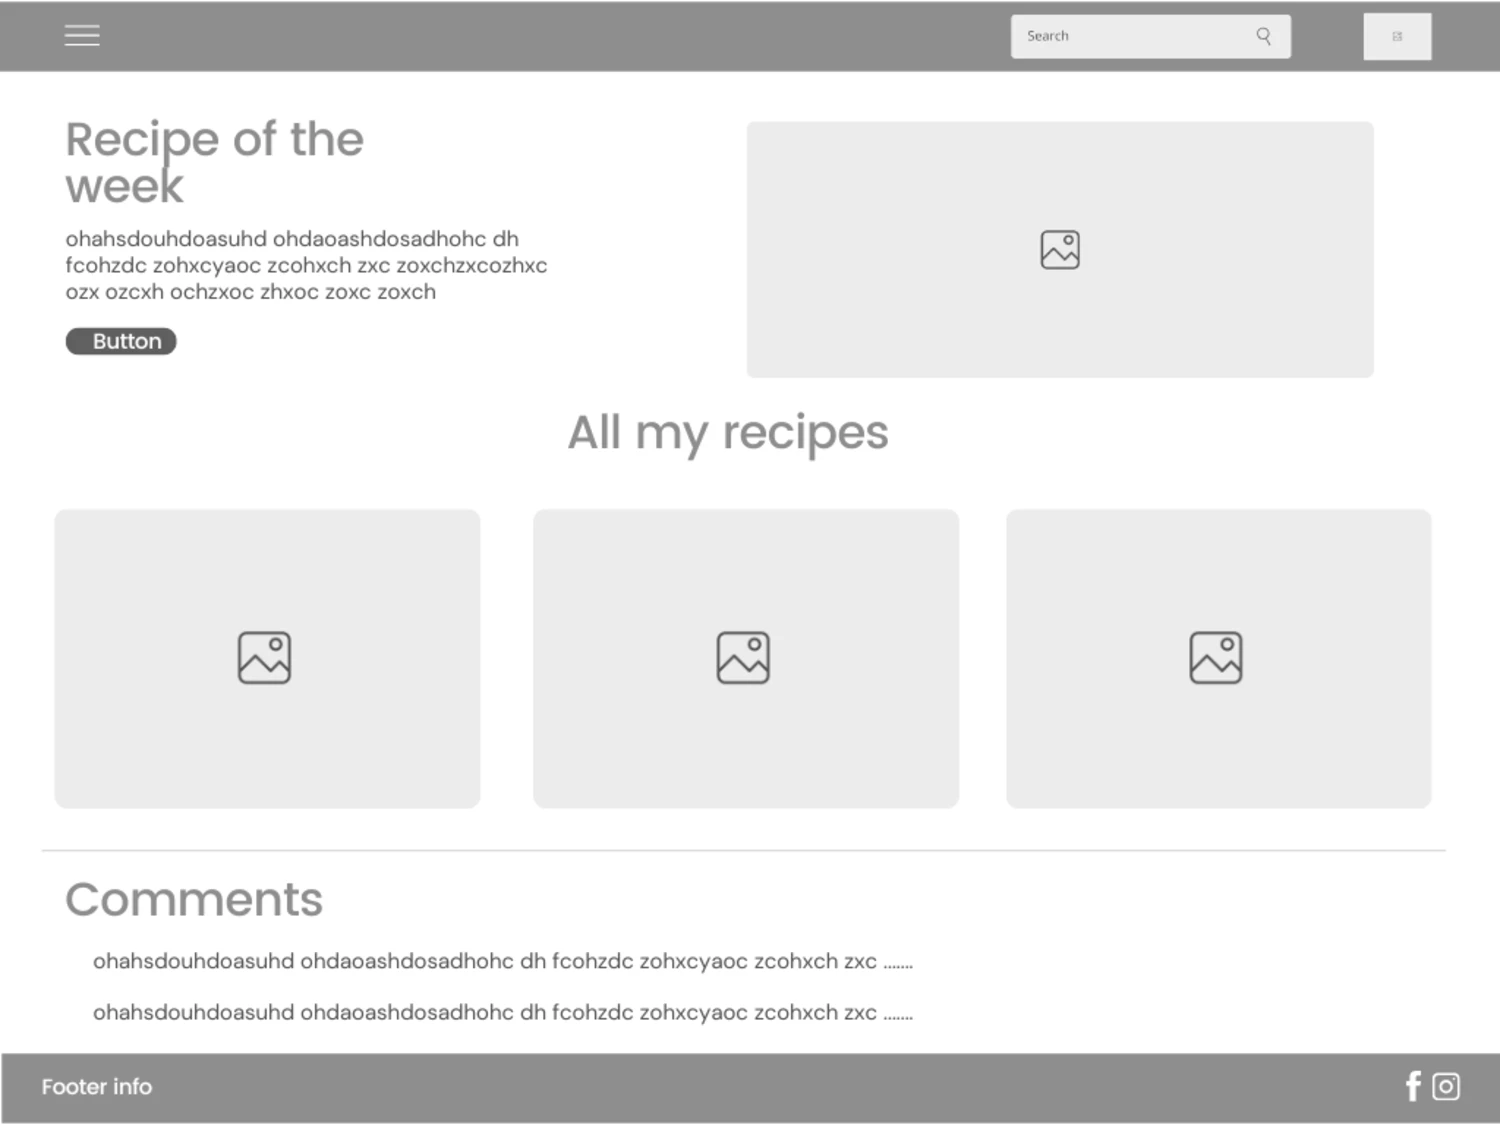 Search
Recipe of the
week
ohahsdouhdoasuhd ohdaoashdosadhohc dh
fcohzdc zohxcyaoc zcohxch zxc zoxchzxcozhxc
ozx ozcxh ochzxoc zhxoc zoxc zoxch
Button
All my recipes
Comments
ohahsdouhdoasuhd ohdaoashdosadhohc dh fcohzdc zohxcyaoc zcohxch zxc .......
ohahsdouhdoasuhd ohdaoashdosadhohc dh fcohzdc zohxcyaoc zcohxch zxc .......
Footer info